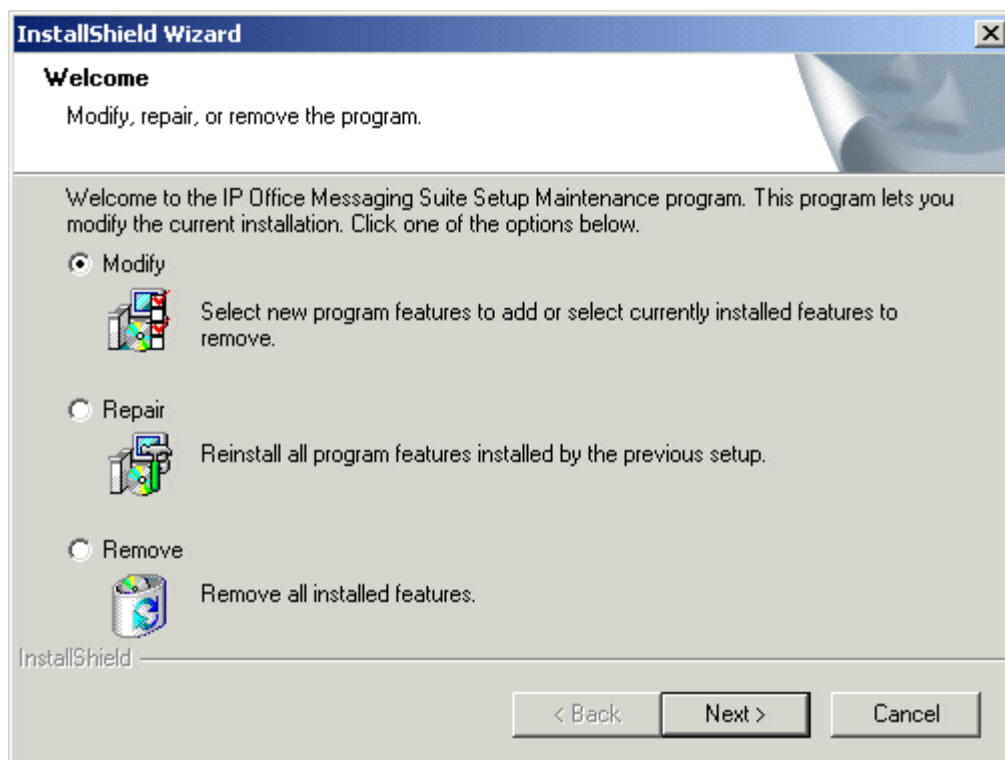 InstallShield Wizard
Welcome
Modify, repair, or remove the program.
Welcome to the IP Office Messaging Suite Setup Maintenance program. This program lets you
modify the current installation. Click one of the options below.
Modify
Select new program features to add or select currently installed features to
remove.
Repair
Reinstall all program features installed by the previous setup.
Remove
Remove all installed features.
InstallShield
< Back
Next >
Cancel